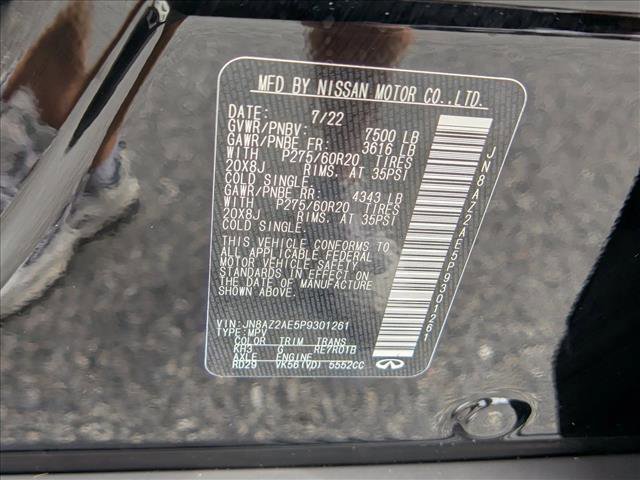 MFD BY NISSAN MOTOR CO.,LTD.
DATE: 7/22
GVWR/PNBV: 7500 LB
GAWR/PNBE FR: 3616 LB
WITH P275/60R20 TIRES
20X8J RIMS. AT 35PSI
COLD SINGLE.
GAWR/PNBE RR: 4343 LB
WITH P275/60R20 TIRES
20X8J RIMS. AT 35PSI
COLD SINGLE.
THIS VEHICLE CONFORMS TO
ALL APPLICABLE FEDERAL
MOTOR VEHICLE SAFETY
STANDARDS IN EFFECT ON
THE DATE OF MANUFACTURE
SHOWN ABOVE.
VIN:JN8AZ2AE5P9301261
TYPE:MPV
COLOR TRIM TRANS
KH3 G RE7R01B
AXLE ENGINE
RD29 VK56(VD) 5552CC
JN8AZ2AE5P9301261